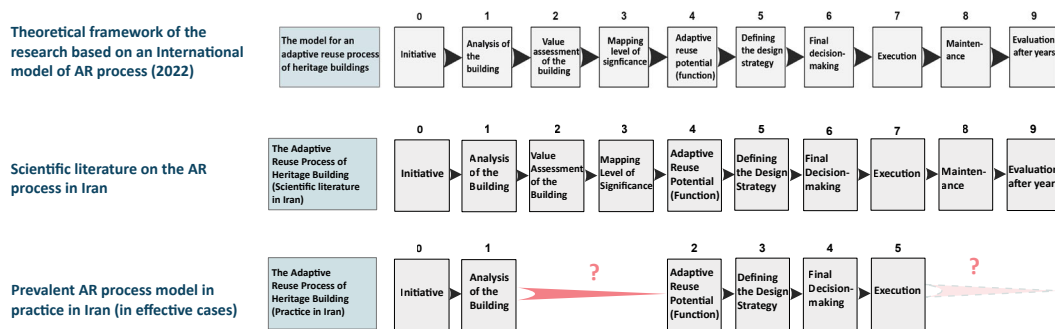 0 1 2 3 4 5 6 7 8 9
Theoretical framework of the
research based on an International
model of AR process (2022)
The model for an
adaptive reuse process
of heritage buildings
Initiative
Analysis of
the
building
Value
assessment
of the
building
Mapping
level of
signficance
Adaptive
reuse
potential
(function)
Defining
the design
strategy
Final
decision-
making
Execution
Mainten-
ance
Evaluation
after years
0 1 2 3 4 5 6 7 8 9
Scientific literature on the AR
process in Iran
The Adaptive
Reuse Process of
Heritage Building
(Scientific literature
in Iran)
Initiative
Analysis
of the
Building
Value
Assessment
of the
Building
Mapping
Level of
Significance
Adaptive
Reuse
Potential
(Function)
Defining
the Design
Strategy
Final
Decision-
making
Execution
Mainten-
ance
Evaluation
after year
0 1 2 3 4 5
Prevalent AR process model in
practice in Iran (in effective cases)
The Adaptive
Reuse Process of
Heritage Building
(Practice in Iran)
Initiative
Analysis
of the
Building
?
Adaptive
Reuse
Potential
(Function)
Defining
the Design
Strategy
Final
Decision-
making
Execution
?